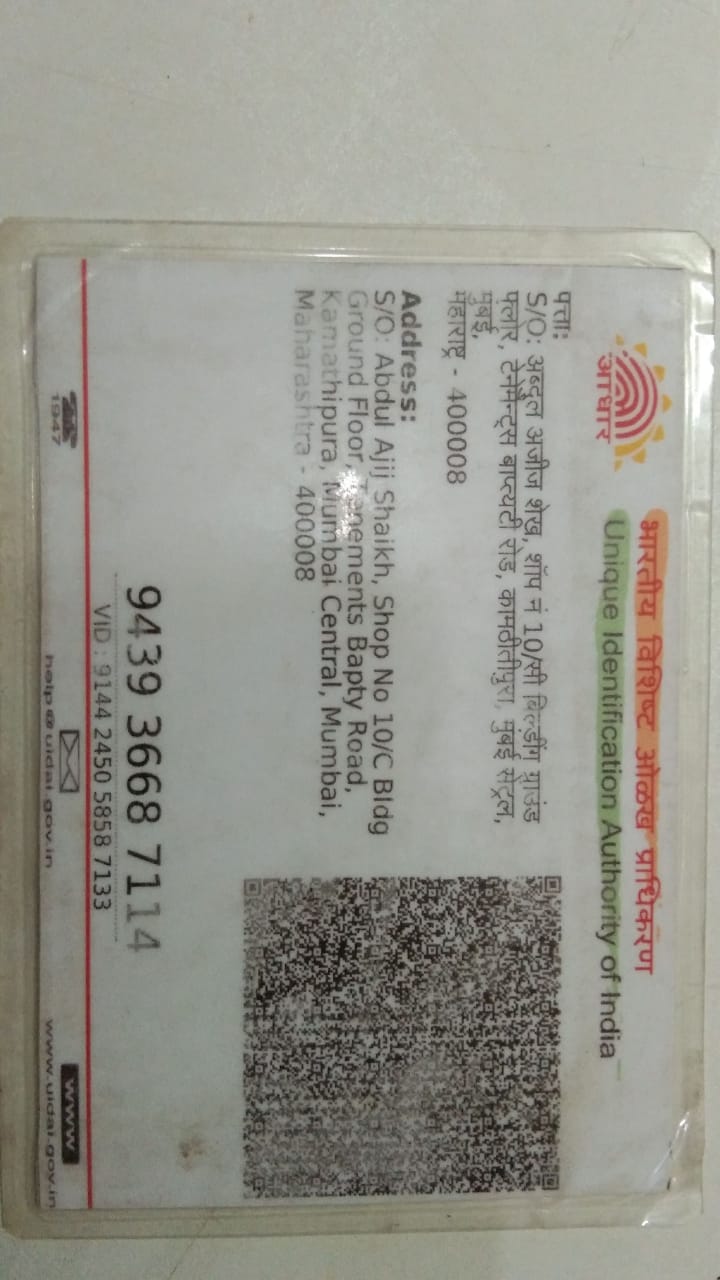 आधार
भारतीय विशिष्ट ओळख प्राधिकरण
Unique Identification Authority of India
पत्ता:
S/O: अब्दुल अजीज शेख, शॉप नं 10/सी बिल्डींग ग्राउंड
फ्लोर, टेनेमेन्ट्स बाप्त्यटी रोड, कामठीतीपुरा, मुंबई सेंट्रल,
मुंबई,
महाराष्ट्र - 400008
Address:
S/O: Abdul Ajij Shaikh, Shop No 10/C Bldg
Ground Floor, Tenements Bapty Road,
Kamathipura, Mumbai Central, Mumbai,
Maharashtra - 400008
9439 3668 7114
VID : 9144 2450 5858 7133
1947
help@uidai.gov.in
www
www.uidai.gov.in